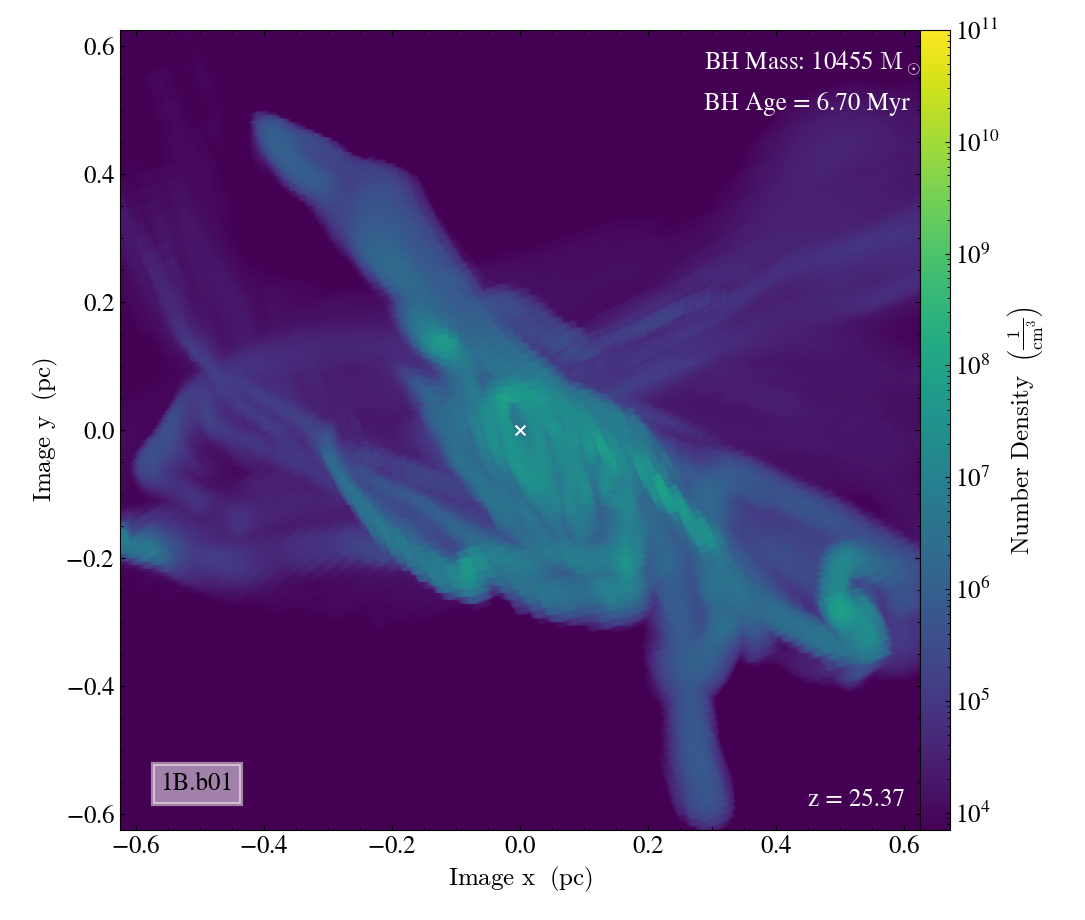 BH Mass: 10455 M⊙
BH Age = 6.70 Myr
1B.b01
z = 25.37
0.6
0.4
0.2
0.0
−0.2
−0.4
−0.6
Image y (pc)
−0.6 −0.4 −0.2 0.0 0.2 0.4 0.6
Image x (pc)
10¹¹
10¹⁰
10⁹
10⁸
10⁷
10⁶
10⁵
10⁴
Number Density (1/cm³)